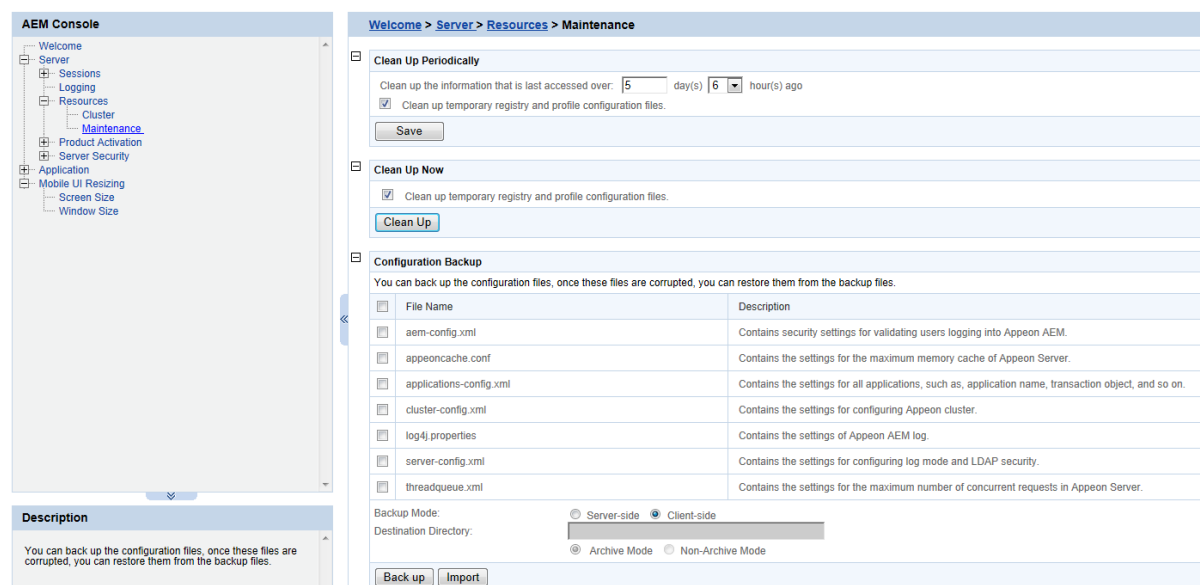 AEM Console
Welcome
Server
Sessions
Logging
Resources
Cluster
Maintenance
Product Activation
Server Security
Application
Mobile UI Resizing
Screen Size
Window Size
Description
You can back up the configuration files, once these files are
corrupted, you can restore them from the backup files.
Welcome > Server > Resources > Maintenance
Clean Up Periodically
Clean up the information that is last accessed over: 5 day(s) 6 hour(s) ago
Clean up temporary registry and profile configuration files.
Save
Clean Up Now
Clean up temporary registry and profile configuration files.
Clean Up
Configuration Backup
You can back up the configuration files, once these files are corrupted, you can restore them from the backup files.
File Name Description
aem-config.xml Contains security settings for validating users logging into Appeon AEM.
appeoncache.conf Contains the settings for the maximum memory cache of Appeon Server.
applications-config.xml Contains the settings for all applications, such as, application name, transaction object, and so on.
cluster-config.xml Contains the settings for configuring Appeon cluster.
log4j.properties Contains the settings of Appeon AEM log.
server-config.xml Contains the settings for configuring log mode and LDAP security.
threadqueue.xml Contains the settings for the maximum number of concurrent requests in Appeon Server.
Backup Mode: Server-side Client-side
Destination Directory:
Archive Mode Non-Archive Mode
Back up Import